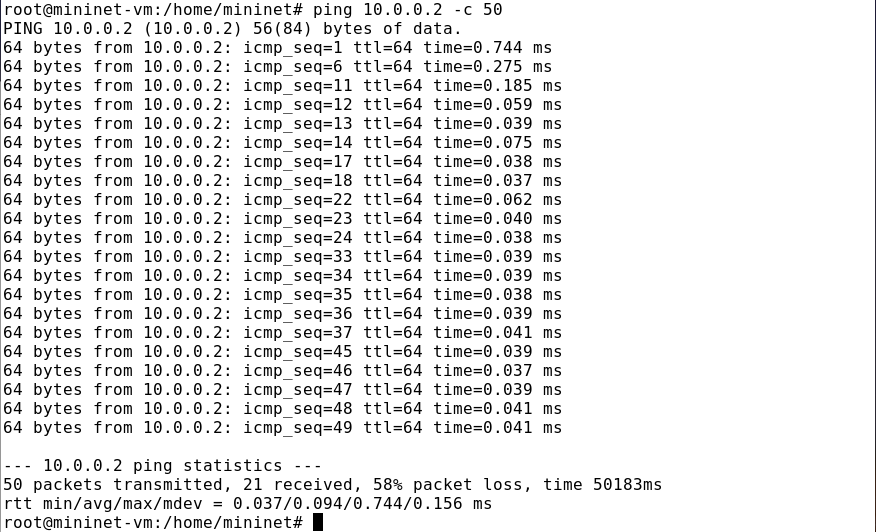 root@mininet-vm:/home/mininet# ping 10.0.0.2 -c 50
PING 10.0.0.2 (10.0.0.2) 56(84) bytes of data.
64 bytes from 10.0.0.2: icmp_seq=1 ttl=64 time=0.744 ms
64 bytes from 10.0.0.2: icmp_seq=6 ttl=64 time=0.275 ms
64 bytes from 10.0.0.2: icmp_seq=11 ttl=64 time=0.185 ms
64 bytes from 10.0.0.2: icmp_seq=12 ttl=64 time=0.059 ms
64 bytes from 10.0.0.2: icmp_seq=13 ttl=64 time=0.039 ms
64 bytes from 10.0.0.2: icmp_seq=14 ttl=64 time=0.075 ms
64 bytes from 10.0.0.2: icmp_seq=17 ttl=64 time=0.038 ms
64 bytes from 10.0.0.2: icmp_seq=18 ttl=64 time=0.037 ms
64 bytes from 10.0.0.2: icmp_seq=22 ttl=64 time=0.062 ms
64 bytes from 10.0.0.2: icmp_seq=23 ttl=64 time=0.040 ms
64 bytes from 10.0.0.2: icmp_seq=24 ttl=64 time=0.038 ms
64 bytes from 10.0.0.2: icmp_seq=33 ttl=64 time=0.039 ms
64 bytes from 10.0.0.2: icmp_seq=34 ttl=64 time=0.039 ms
64 bytes from 10.0.0.2: icmp_seq=35 ttl=64 time=0.038 ms
64 bytes from 10.0.0.2: icmp_seq=36 ttl=64 time=0.039 ms
64 bytes from 10.0.0.2: icmp_seq=37 ttl=64 time=0.041 ms
64 bytes from 10.0.0.2: icmp_seq=45 ttl=64 time=0.039 ms
64 bytes from 10.0.0.2: icmp_seq=46 ttl=64 time=0.037 ms
64 bytes from 10.0.0.2: icmp_seq=47 ttl=64 time=0.039 ms
64 bytes from 10.0.0.2: icmp_seq=48 ttl=64 time=0.041 ms
64 bytes from 10.0.0.2: icmp_seq=49 ttl=64 time=0.041 ms

--- 10.0.0.2 ping statistics ---
50 packets transmitted, 21 received, 58% packet loss, time 50183ms
rtt min/avg/max/mdev = 0.037/0.094/0.744/0.156 ms
root@mininet-vm:/home/mininet#